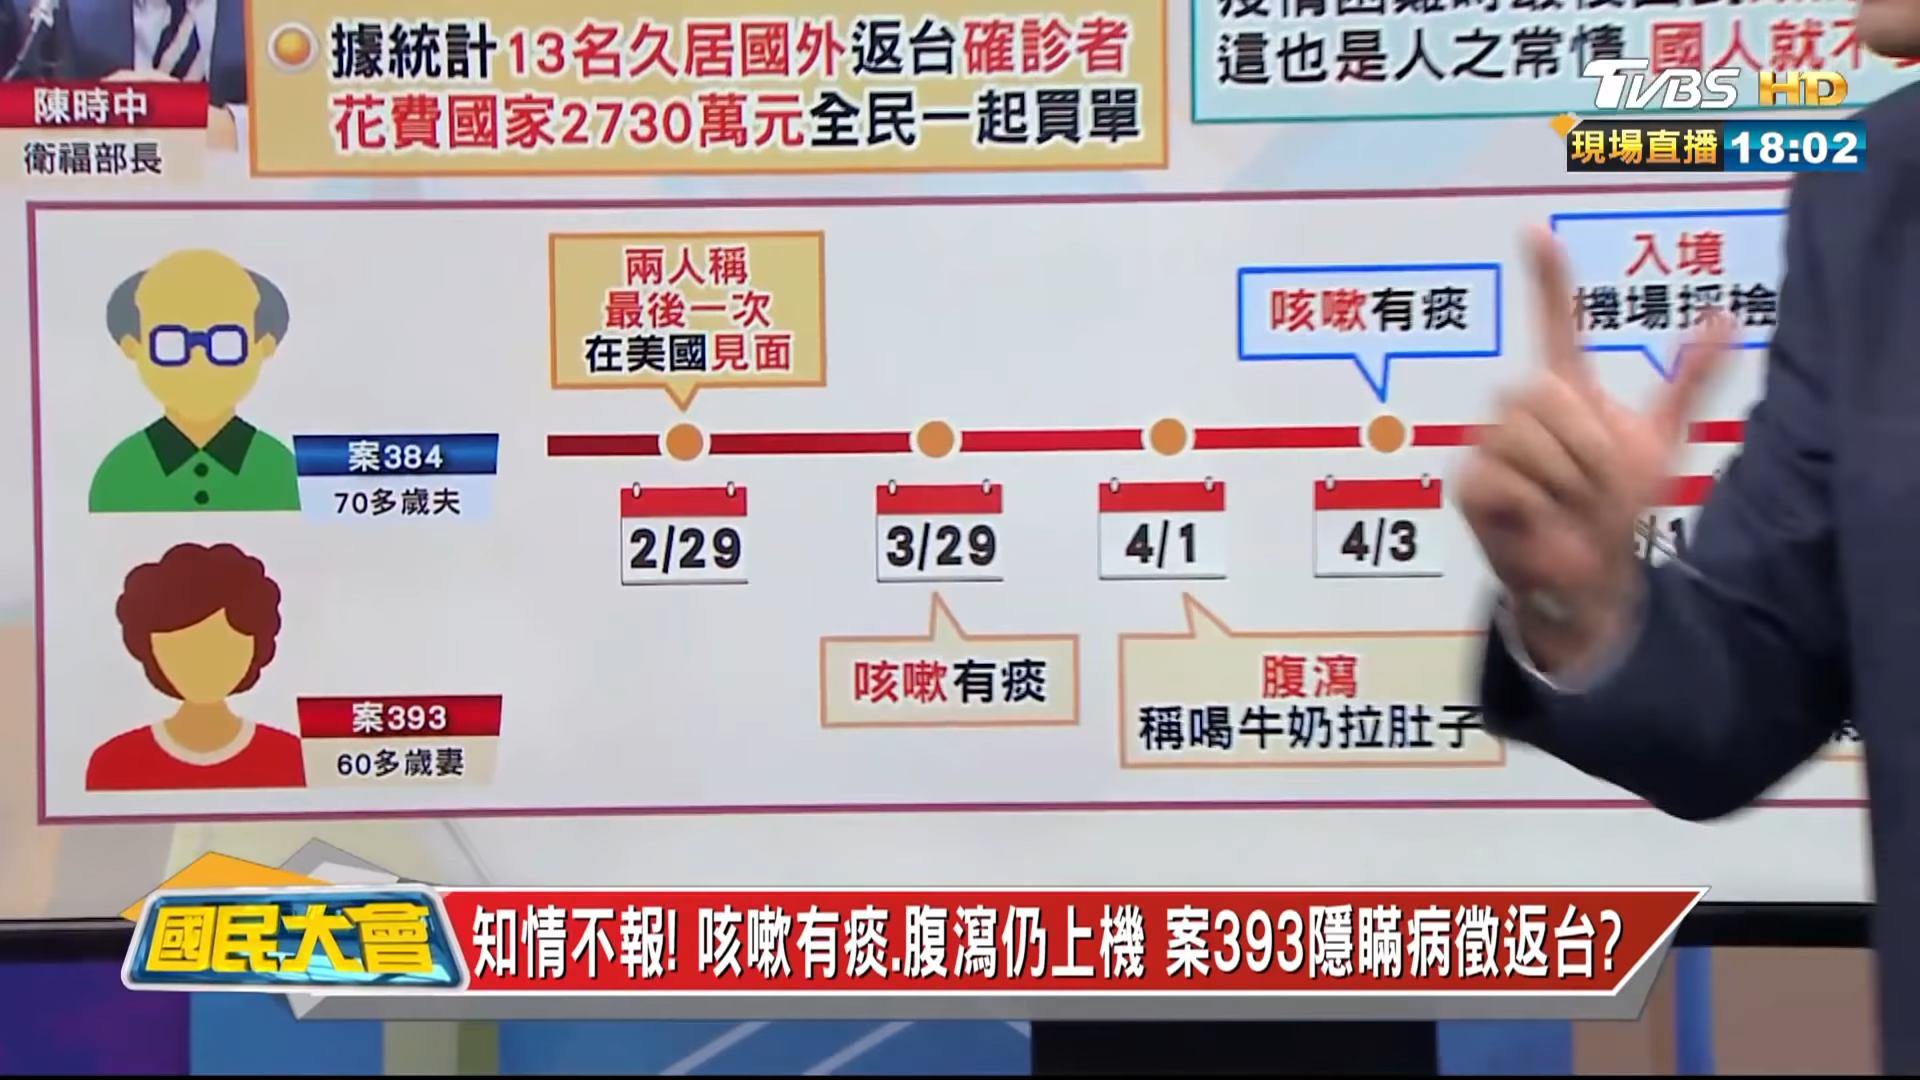 據統計13名久居國外返台確診者
花費國家2730萬元全民一起買單
這也是人之常情 國人就不
TVBS HD
現場直播 18:02
陳時中
衛福部長
兩人稱
最後一次
在美國見面
咳嗽有痰
入境
機場採檢
案384
70多歲夫
2/29
3/29
4/1
4/3
咳嗽有痰
腹瀉
稱喝牛奶拉肚子
案393
60多歲妻
國民大會
知情不報! 咳嗽有痰.腹瀉仍上機 案393隱瞞病徵返台?